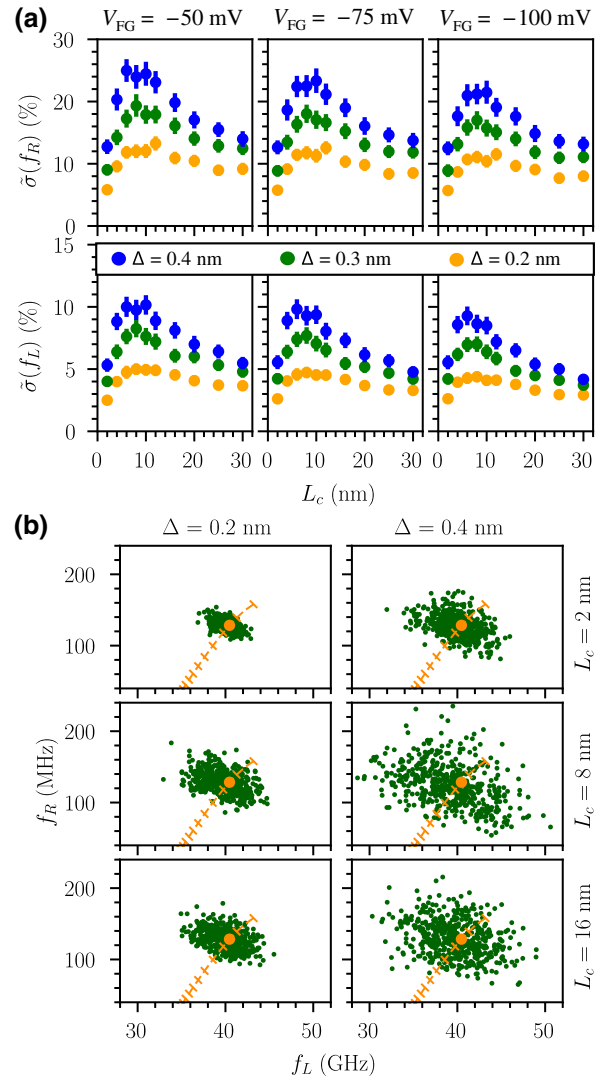 (a) V_FG = −50 mV V_FG = −75 mV V_FG = −100 mV
30
20
10
0
σ̃(f_R) (%)
15
Δ = 0.4 nm Δ = 0.3 nm Δ = 0.2 nm
10
5
0
σ̃(f_L) (%)
0 10 20 30 0 10 20 30 0 10 20 30
L_c (nm)
(b)
Δ = 0.2 nm Δ = 0.4 nm
200
100
L_c = 2 nm
200
100
f_R (MHz)
L_c = 8 nm
200
100
L_c = 16 nm
30 40 50 30 40 50
f_L (GHz)